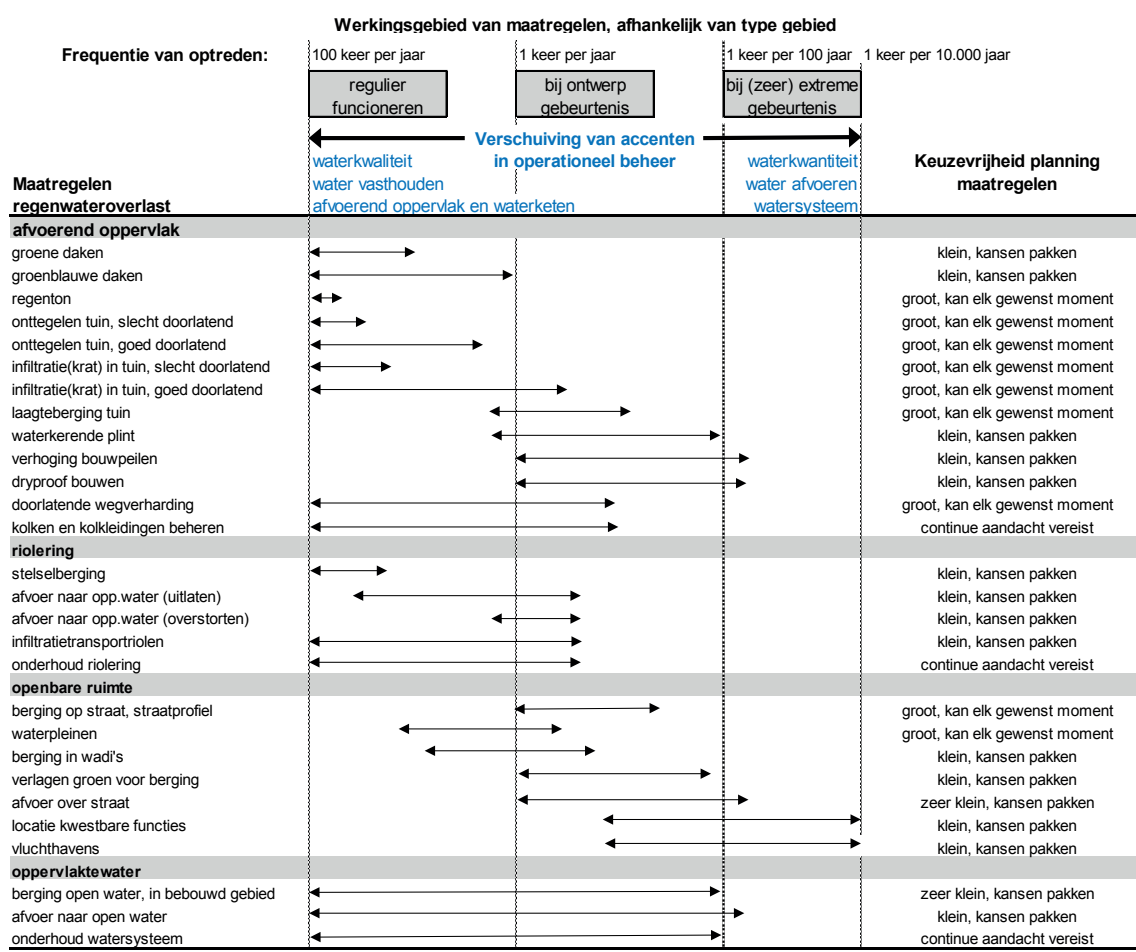 Werkingsgebied van maatregelen, afhankelijk van type gebied
Frequentie van optreden: 100 keer per jaar 1 keer per jaar 1 keer per 100 jaar 1 keer per 10.000 jaar
regulier bij ontwerp bij (zeer) extreme
funcioneren gebeurtenis gebeurtenis
Verschuiving van accenten
waterkwaliteit in operationeel beheer waterkwantiteit Keuzevrijheid planning
Maatregelen water vasthouden water afvoeren maatregelen
regenwateroverlast afvoerend oppervlak en waterketen watersysteem
afvoerend oppervlak
groene daken klein, kansen pakken
groenblauwe daken klein, kansen pakken
regenton groot, kan elk gewenst moment
onttegelen tuin, slecht doorlatend groot, kan elk gewenst moment
onttegelen tuin, goed doorlatend groot, kan elk gewenst moment
infiltratie(krat) in tuin, slecht doorlatend groot, kan elk gewenst moment
infiltratie(krat) in tuin, goed doorlatend groot, kan elk gewenst moment
laagteberging tuin groot, kan elk gewenst moment
waterkerende plint klein, kansen pakken
verhoging bouwpeilen klein, kansen pakken
dryproof bouwen klein, kansen pakken
doorlatende wegverharding groot, kan elk gewenst moment
kolken en kolkleidingen beheren continue aandacht vereist
riolering
stelselberging klein, kansen pakken
afvoer naar opp.water (uitlaten) klein, kansen pakken
afvoer naar opp.water (overstorten) klein, kansen pakken
infiltratietransportriolen klein, kansen pakken
onderhoud riolering continue aandacht vereist
openbare ruimte
berging op straat, straatprofiel groot, kan elk gewenst moment
waterpleinen groot, kan elk gewenst moment
berging in wadi's klein, kansen pakken
verlagen groen voor berging klein, kansen pakken
afvoer over straat zeer klein, kansen pakken
locatie kwestbare functies klein, kansen pakken
vluchthavens klein, kansen pakken
oppervlaktewater
berging open water, in bebouwd gebied zeer klein, kansen pakken
afvoer naar open water klein, kansen pakken
onderhoud watersysteem continue aandacht vereist